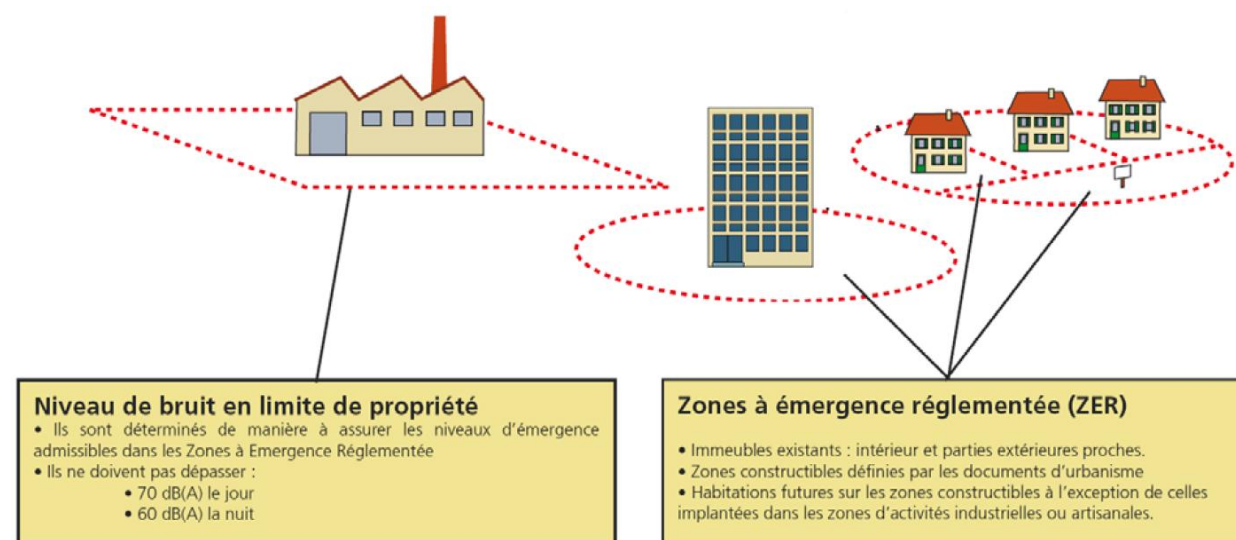 Niveau de bruit en limite de propriété
• Ils sont déterminés de manière à assurer les niveaux d'émergence
admissibles dans les Zones à Emergence Réglementée
• Ils ne doivent pas dépasser :
• 70 dB(A) le jour
• 60 dB(A) la nuit
Zones à émergence réglementée (ZER)
• Immeubles existants : intérieur et parties extérieures proches.
• Zones constructibles définies par les documents d'urbanisme
• Habitations futures sur les zones constructibles à l'exception de celles
implantées dans les zones d'activités industrielles ou artisanales.